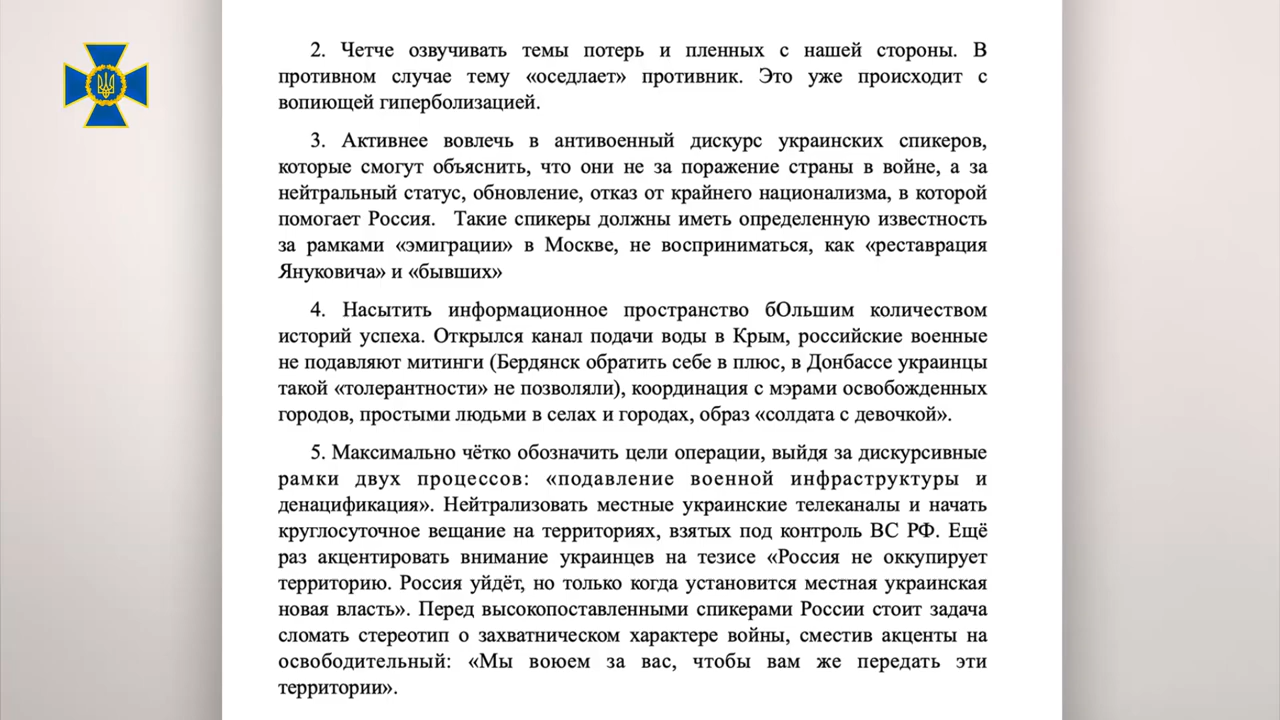 2. Четче озвучивать темы потерь и пленных с нашей стороны. В
противном случае тему «оседлает» противник. Это уже происходит с
вопиющей гиперболизацией.
3. Активнее вовлечь в антивоенный дискурс украинских спикеров,
которые смогут объяснить, что они не за поражение страны в войне, а за
нейтральный статус, обновление, отказ от крайнего национализма, в которой
помогает Россия. Такие спикеры должны иметь определенную известность
за рамками «эмиграции» в Москве, не восприниматься, как «реставрация
Януковича» и «бывших»
4. Насытить информационное пространство бОльшим количеством
историй успеха. Открылся канал подачи воды в Крым, российские военные
не подавляют митинги (Бердянск обратить себе в плюс, в Донбассе украинцы
такой «толерантности» не позволяли), координация с мэрами освобожденных
городов, простыми людьми в селах и городах, образ «солдата с девочкой».
5. Максимально чётко обозначить цели операции, выйдя за дискурсивные
рамки двух процессов: «подавление военной инфраструктуры и
денацификация». Нейтрализовать местные украинские телеканалы и начать
круглосуточное вещание на территориях, взятых под контроль ВС РФ. Ещё
раз акцентировать внимание украинцев на тезисе «Россия не оккупирует
территорию. Россия уйдёт, но только когда установится местная украинская
новая власть». Перед высокопоставленными спикерами России стоит задача
сломать стереотип о захватническом характере войны, сместив акценты на
освободительный: «Мы воюем за вас, чтобы вам же передать эти
территории».